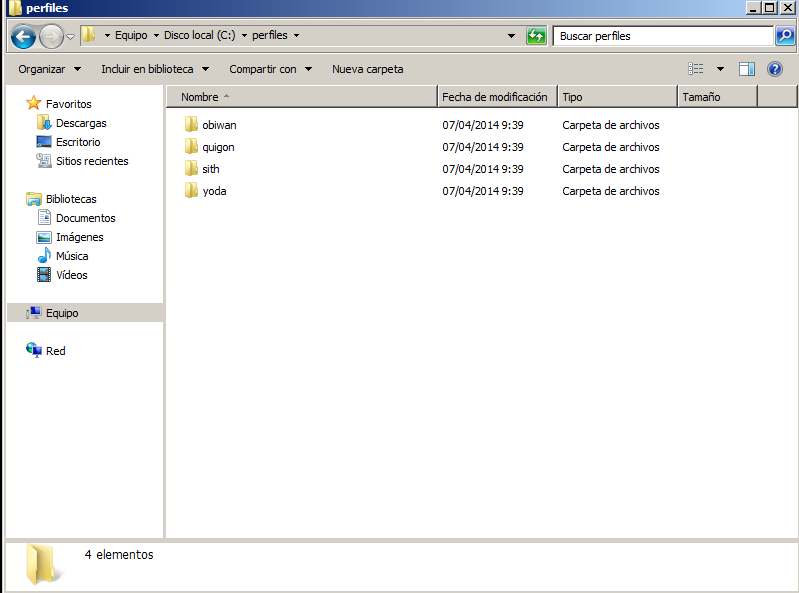 perfiles
Equipo Disco local (C:) perfiles Buscar perfiles
Organizar Incluir en biblioteca Compartir con Nueva carpeta
Favoritos
Descargas
Escritorio
Sitios recientes
Bibliotecas
Documentos
Imágenes
Música
Vídeos
Equipo
Red
Nombre Fecha de modificación Tipo Tamaño
obiwan 07/04/2014 9:39 Carpeta de archivos
quigon 07/04/2014 9:39 Carpeta de archivos
sith 07/04/2014 9:39 Carpeta de archivos
yoda 07/04/2014 9:39 Carpeta de archivos
4 elementos